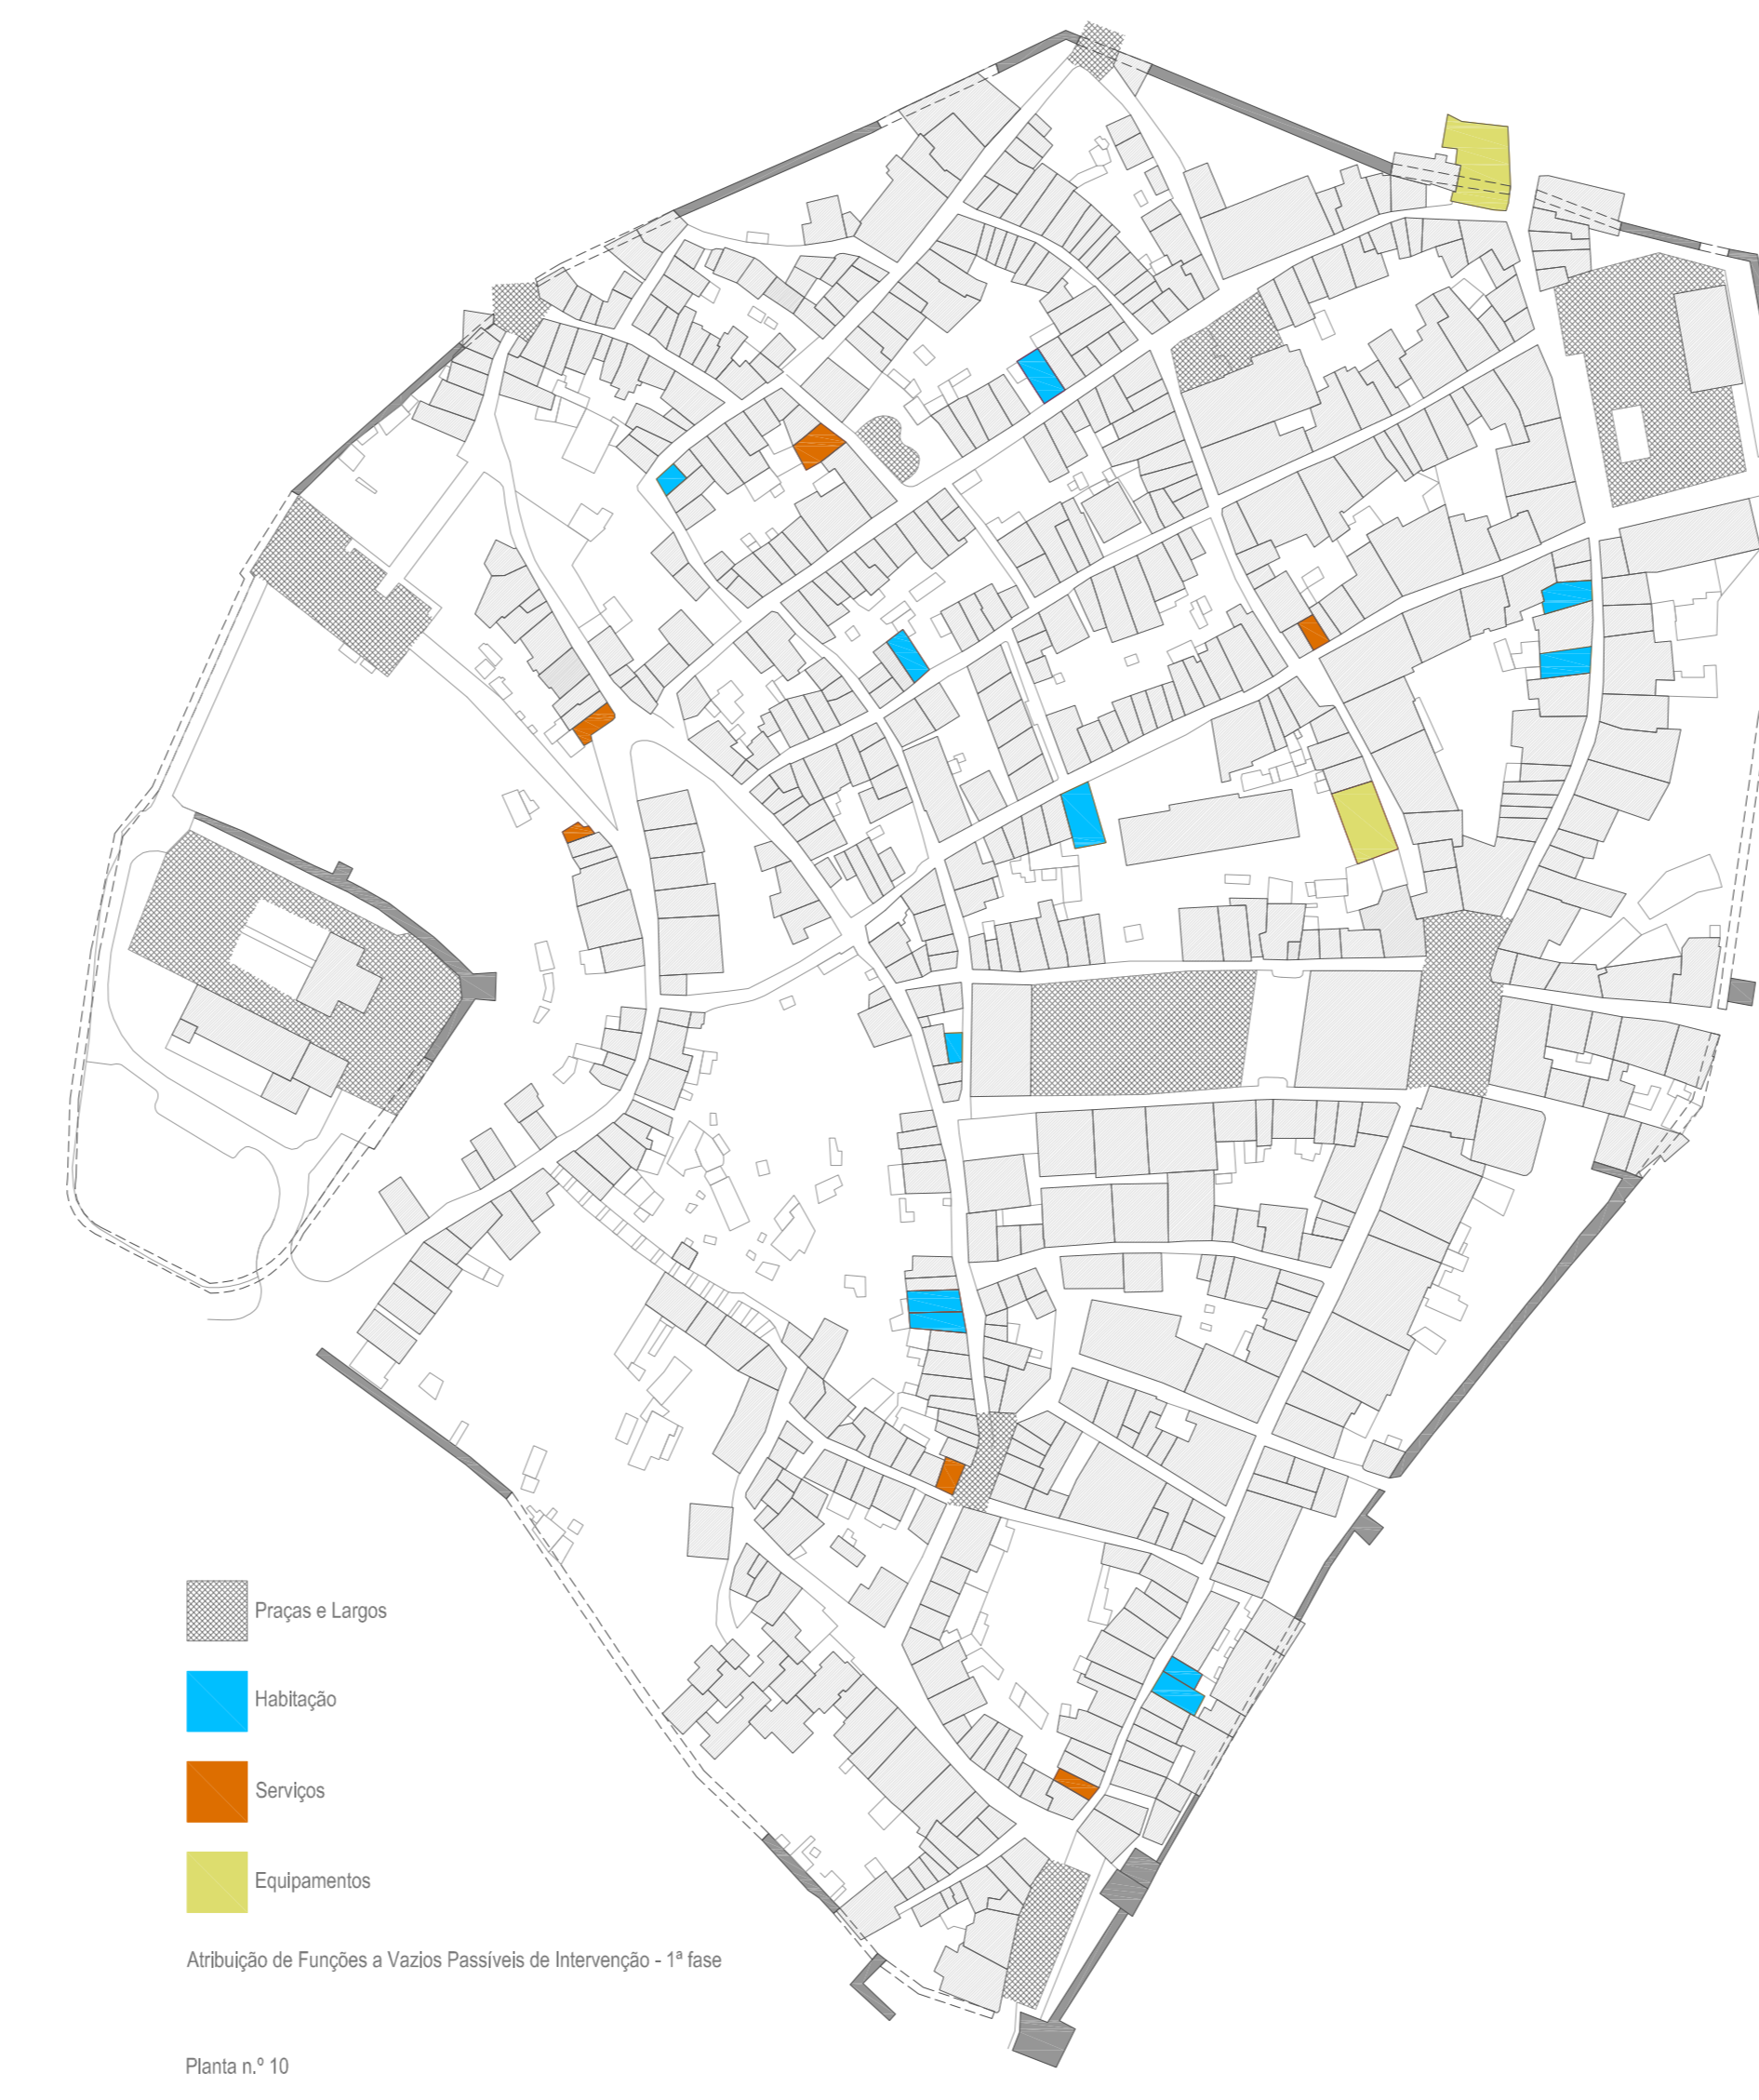 Praças e Largos
Habitação
Serviços
Equipamentos
Atribuição de Funções a Vazios Passíveis de Intervenção - 1ª fase
Planta n.º 10